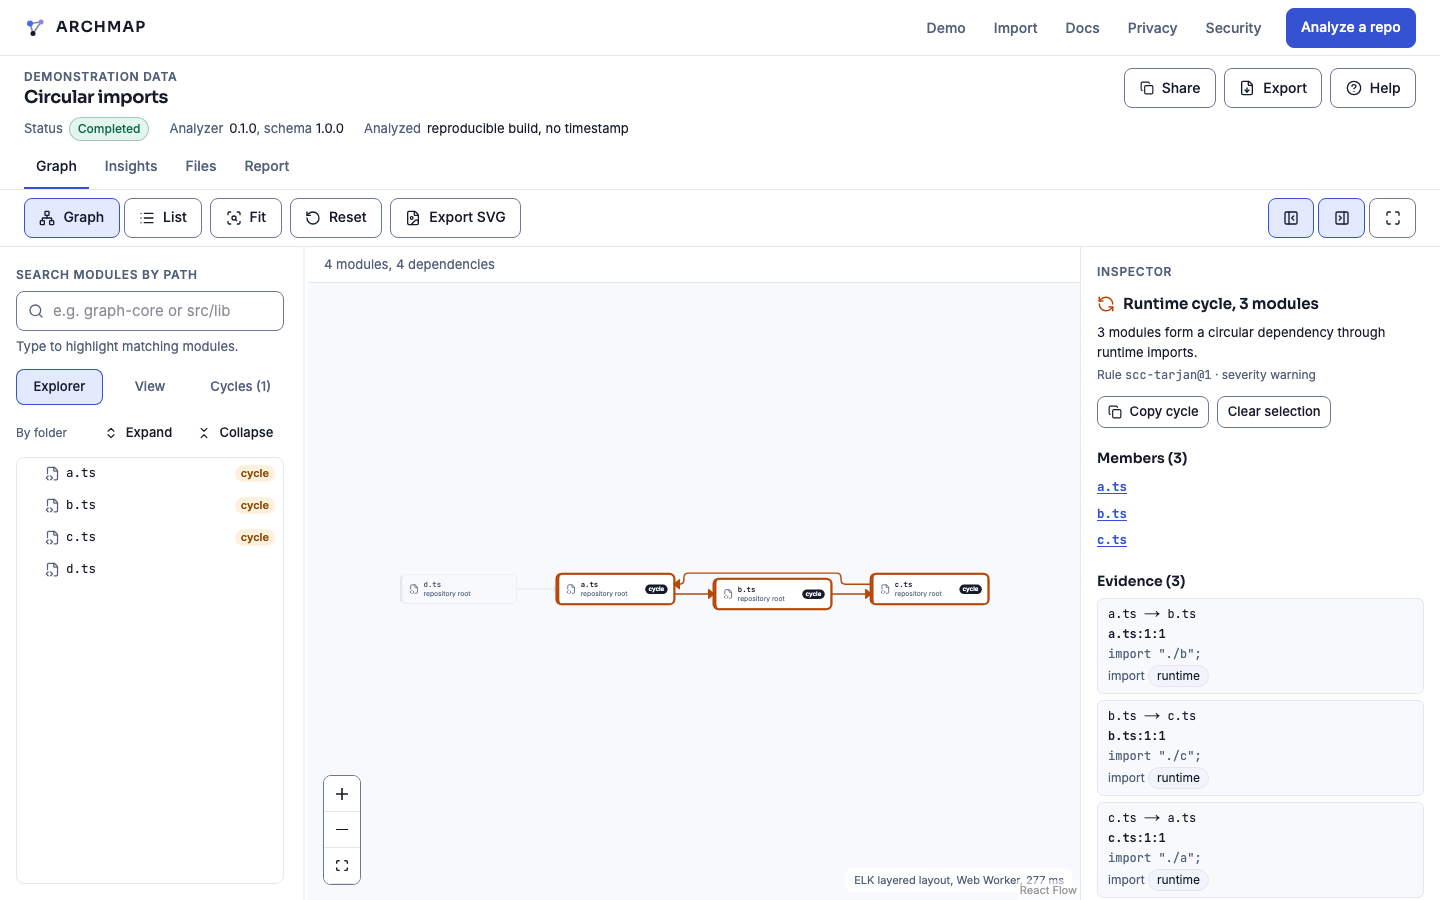 ARCHMAP
Demo Import Docs Privacy Security Analyze a repo
DEMONSTRATION DATA
Circular imports
Share Export Help
Status Completed Analyzer 0.1.0, schema 1.0.0 Analyzed reproducible build, no timestamp
Graph Insights Files Report
Graph List Fit Reset Export SVG
SEARCH MODULES BY PATH
e.g. graph-core or src/lib
Type to highlight matching modules.
Explorer View Cycles (1)
By folder Expand Collapse
a.ts cycle
b.ts cycle
c.ts cycle
d.ts
4 modules, 4 dependencies
d.ts
repository root
a.ts
repository root
cycle
b.ts
repository root
cycle
c.ts
repository root
cycle
ELK layered layout, Web Worker, 277 ms
React Flow
INSPECTOR
Runtime cycle, 3 modules
3 modules form a circular dependency through
runtime imports.
Rule scc-tarjan@1 · severity warning
Copy cycle Clear selection
Members (3)
a.ts
b.ts
c.ts
Evidence (3)
a.ts → b.ts
a.ts:1:1
import "./b";
import runtime
b.ts → c.ts
b.ts:1:1
import "./c";
import runtime
c.ts → a.ts
c.ts:1:1
import "./a";
import runtime